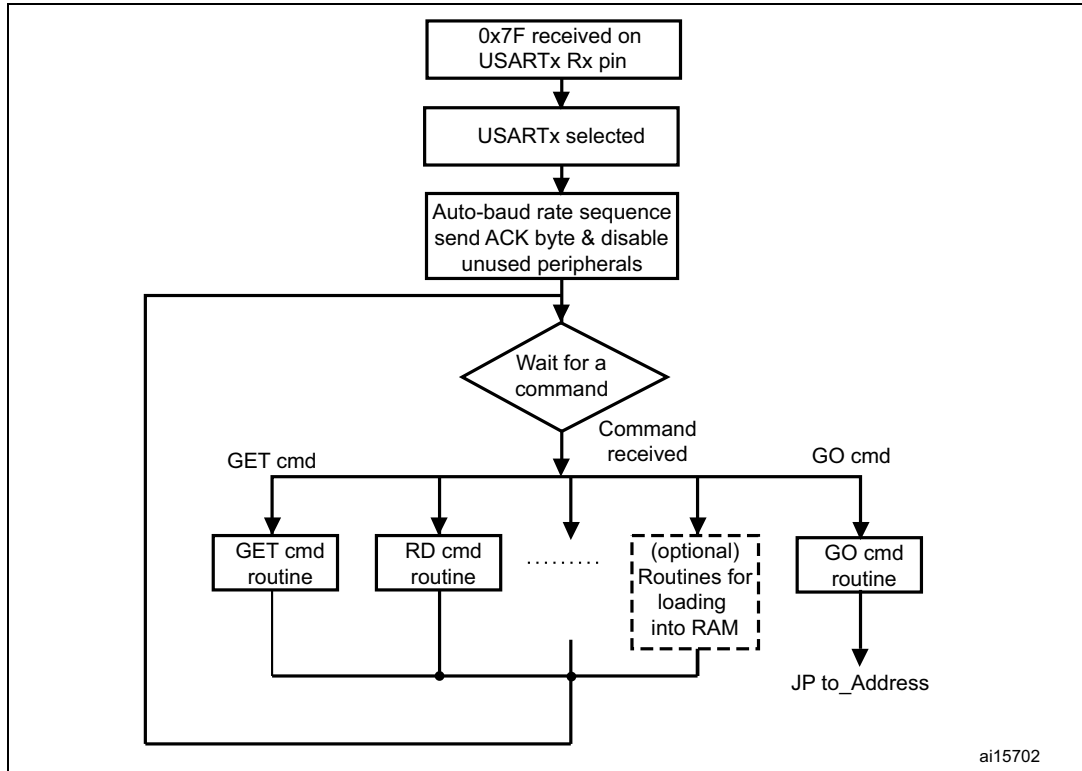 0x7F received on
USARTx Rx pin
USARTx selected
Auto-baud rate sequence
send ACK byte & disable
unused peripherals
Wait for a
command
Command
received
GET cmd
GO cmd
GET cmd
routine
RD cmd
routine
.........
(optional)
Routines for
loading
into RAM
GO cmd
routine
JP to_Address
ai15702